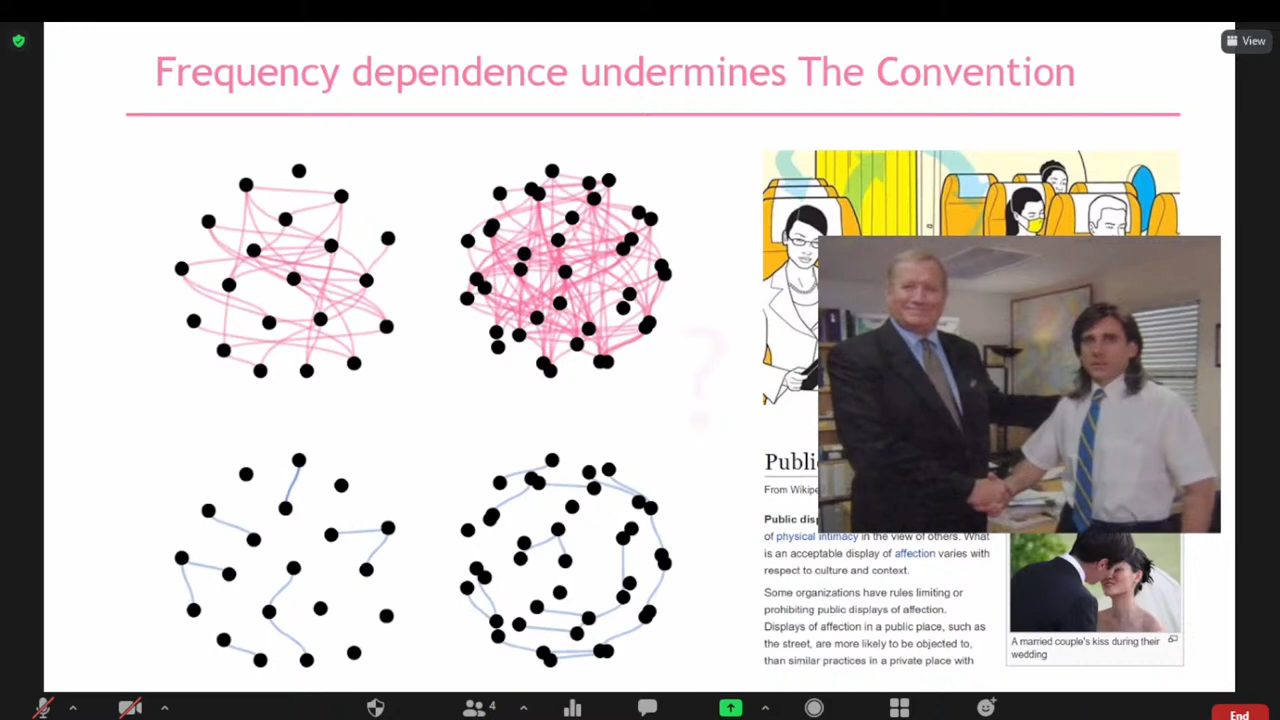 View
Frequency dependence undermines The Convention
?
Publi
From Wikipe
Public disp
of physical intimacy in the view of others. What
is an acceptable display of affection varies with
respect to culture and context.
Some organizations have rules limiting or
prohibiting public displays of affection.
Displays of affection in a public place, such as
the street, are more likely to be objected to,
than similar practices in a private place with
A married couple's kiss during their
wedding
4
End